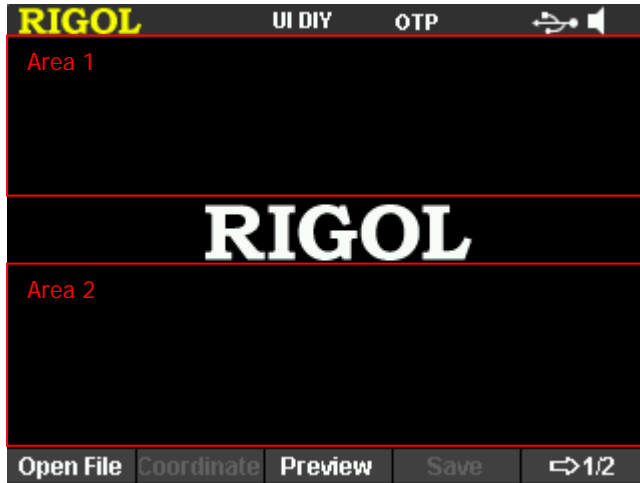 RIGOL UI DIY OTP
Area 1
RIGOL
Area 2
Open File Coordinate Preview Save ⇨1/2